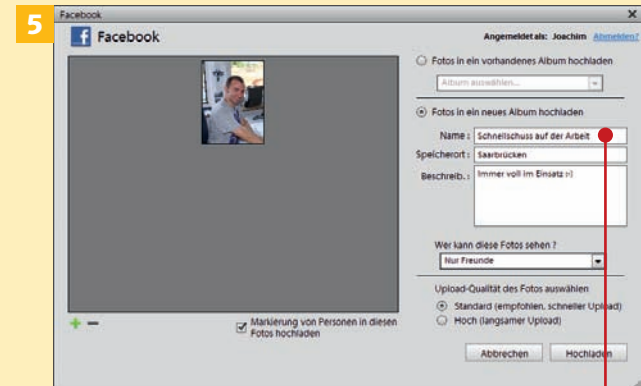 5
Facebook
Facebook
Angemeldet als: Joachim Abmelden?
Fotos in ein vorhandenes Album hochladen
Album auswählen...
Fotos in ein neues Album hochladen
Name : Schnellschuss auf der Arbeit
Speicherort : Saarbrücken
Beschreib. : Immer voll im Einsatz :-)
Wer kann diese Fotos sehen ?
Nur Freunde
Upload-Qualität des Fotos auswählen
Standard (empfohlen, schneller Upload)
Hoch (langsamer Upload)
Markierung von Personen in diesen
Fotos hochladen
Abbrechen Hochladen